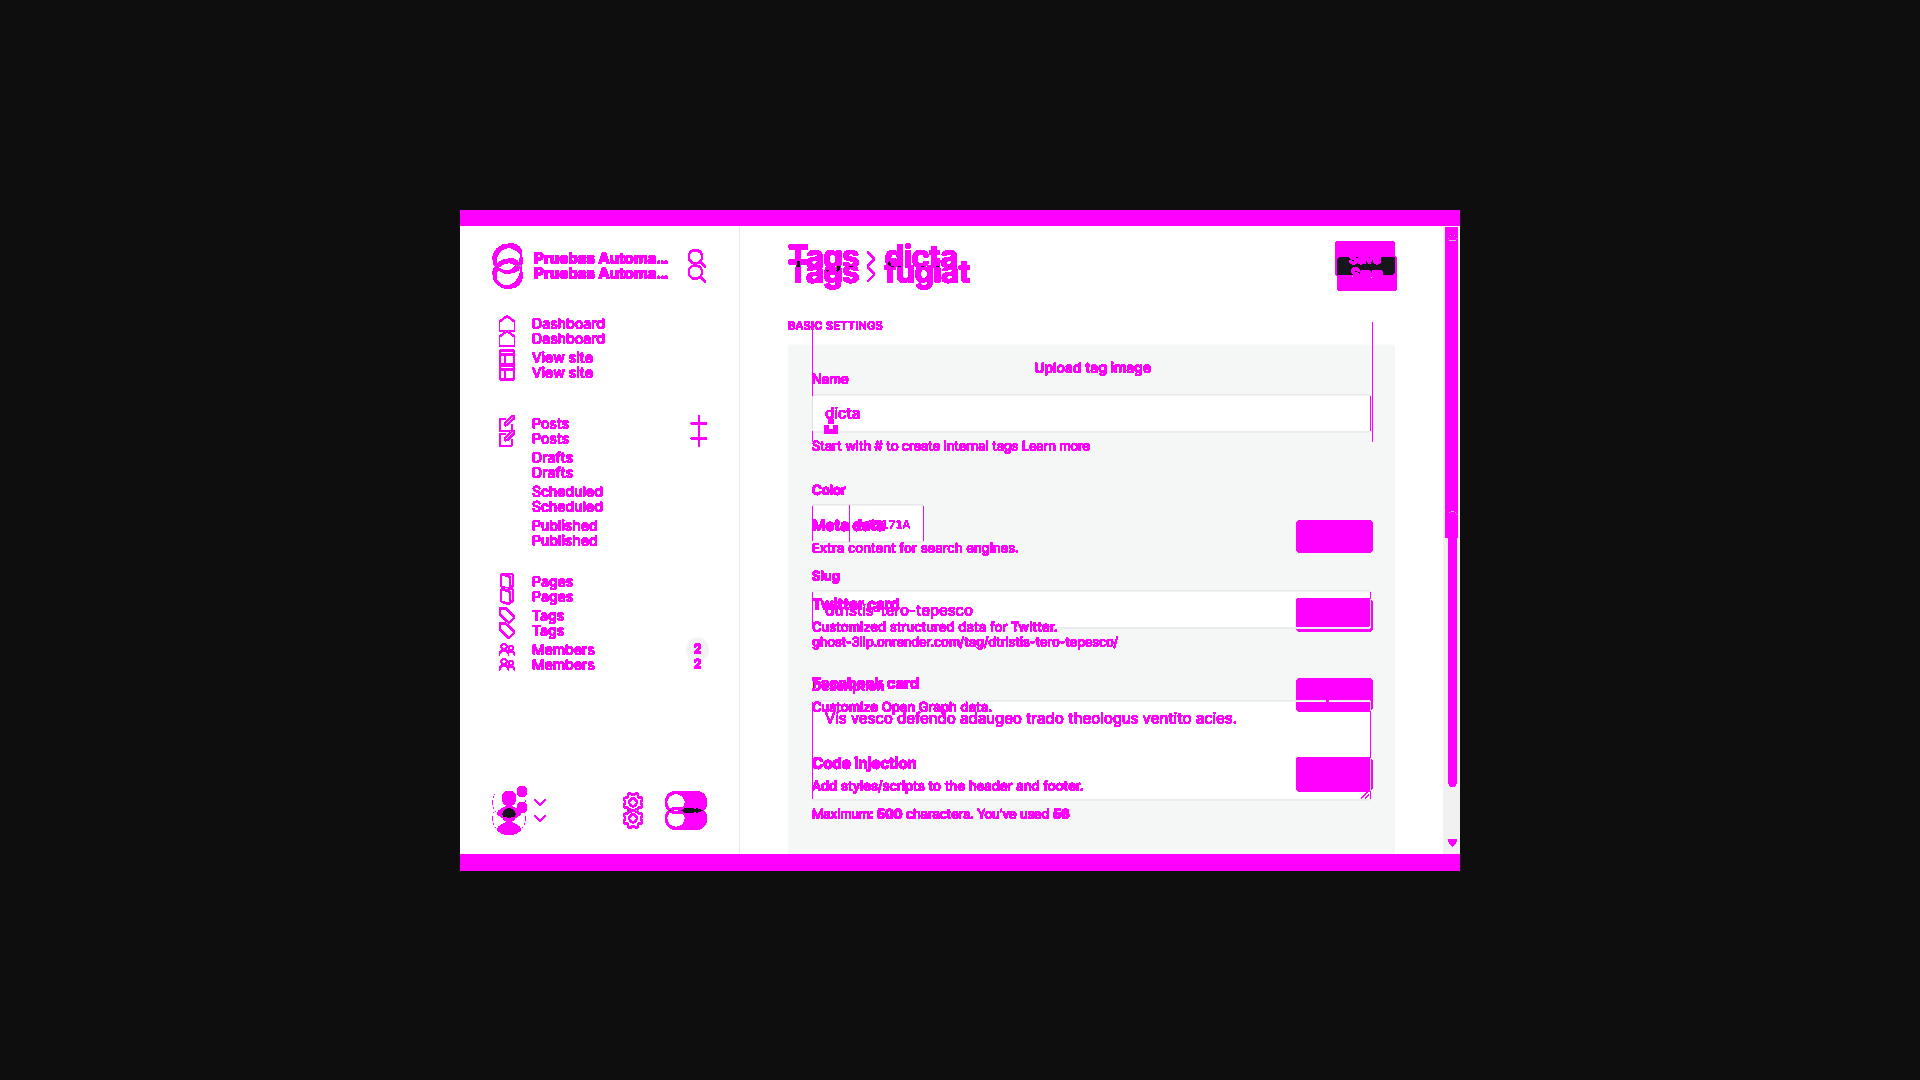 Pruebas Automa...
Pruebas Automa...
Dashboard
Dashboard
View site
View site
Posts
Posts
Drafts
Drafts
Scheduled
Scheduled
Published
Published
Pages
Pages
Tags
Tags
Members 2
Members 2
Tags > dicta
Tags > fugiat
BASIC SETTINGS
Upload tag image
Name
dicta
Start with # to create internal tags Learn more
Color
Meta data
Extra content for search engines.
Slug
Twitter card
dtristis-tero-tepesco
Customized structured data for Twitter.
ghost-3lip.onrender.com/tag/dtristis-tero-tepesco/
Facebook card
Description
Customize Open Graph data.
Vis vesco defendo adaugeo trado theologus ventito acies.
Code injection
Add styles/scripts to the header and footer.
Maximum: 500 characters. You've used 56